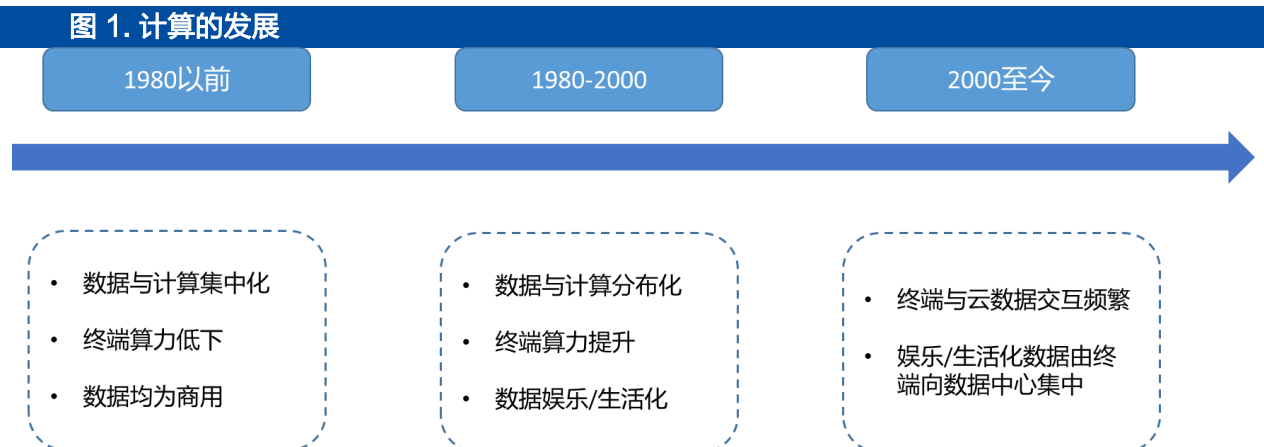 图 1. 计算的发展
1980以前
1980-2000
2000至今
• 数据与计算集中化
• 终端算力低下
• 数据均为商用
• 数据与计算分布化
• 终端算力提升
• 数据娱乐/生活化
• 终端与云数据交互频繁
• 娱乐/生活化数据由终
端向数据中心集中